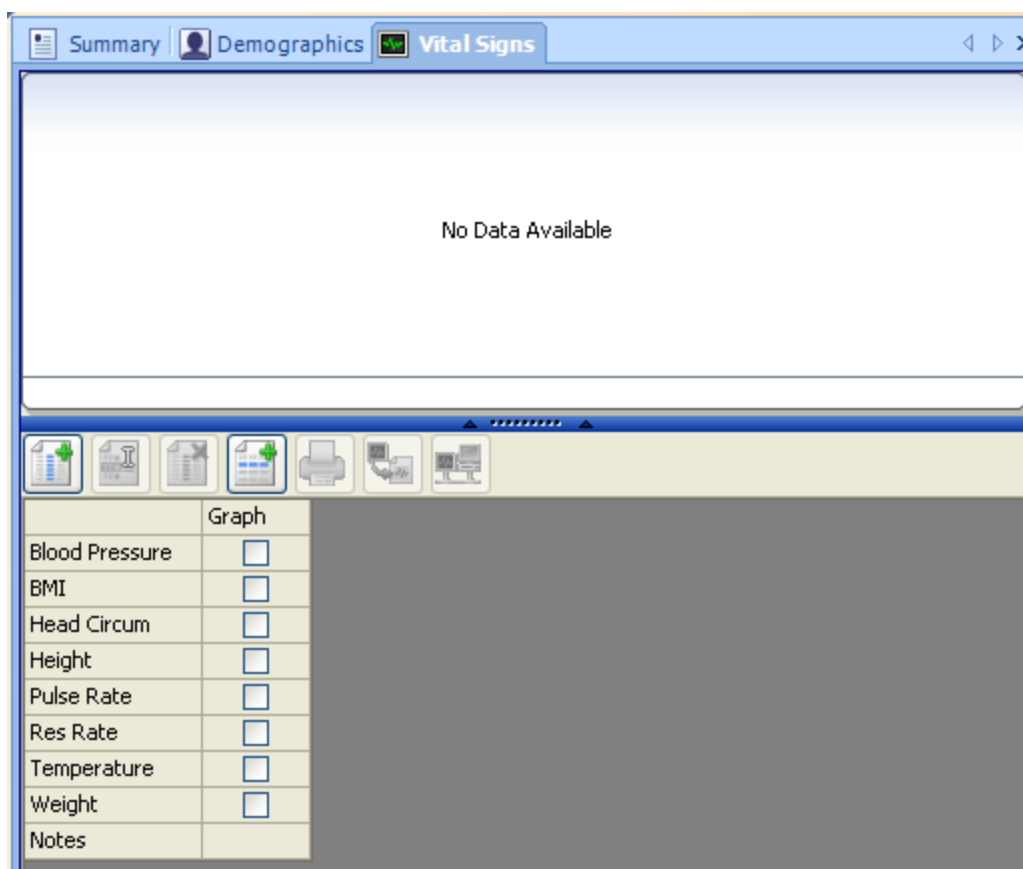 Summary Demographics Vital Signs
No Data Available
Graph
Blood Pressure
BMI
Head Circum
Height
Pulse Rate
Res Rate
Temperature
Weight
Notes